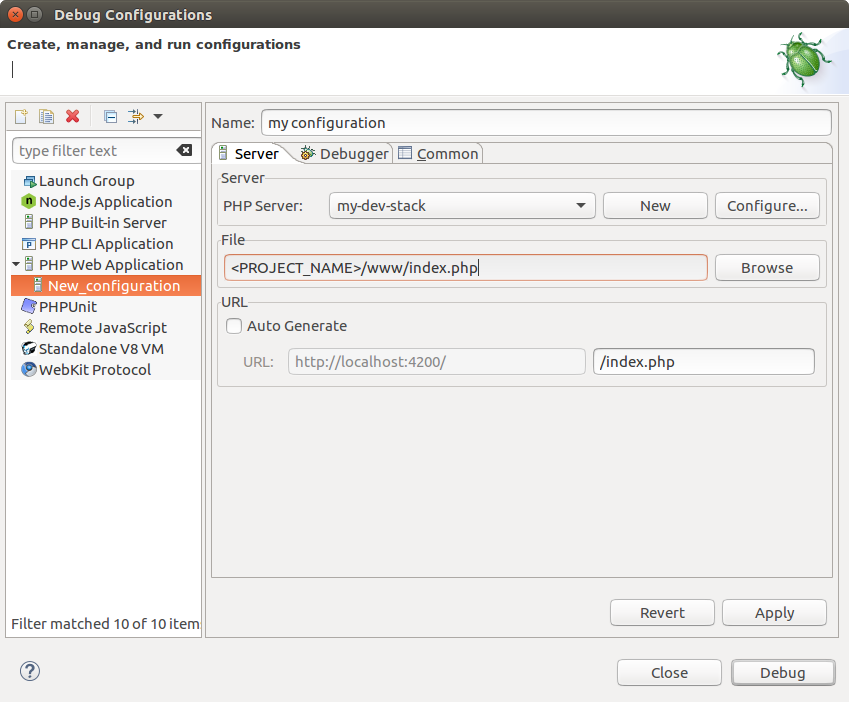 Debug Configurations
Create, manage, and run configurations
type filter text
Launch Group
Node.js Application
PHP Built-in Server
PHP CLI Application
PHP Web Application
New_configuration
PHPUnit
Remote JavaScript
Standalone V8 VM
WebKit Protocol
Filter matched 10 of 10 item
Name: my configuration
Server Debugger Common
Server
PHP Server: my-dev-stack New Configure...
File
<PROJECT_NAME>/www/index.php Browse
URL
Auto Generate
URL: http://localhost:4200/ /index.php
Revert Apply
? Close Debug